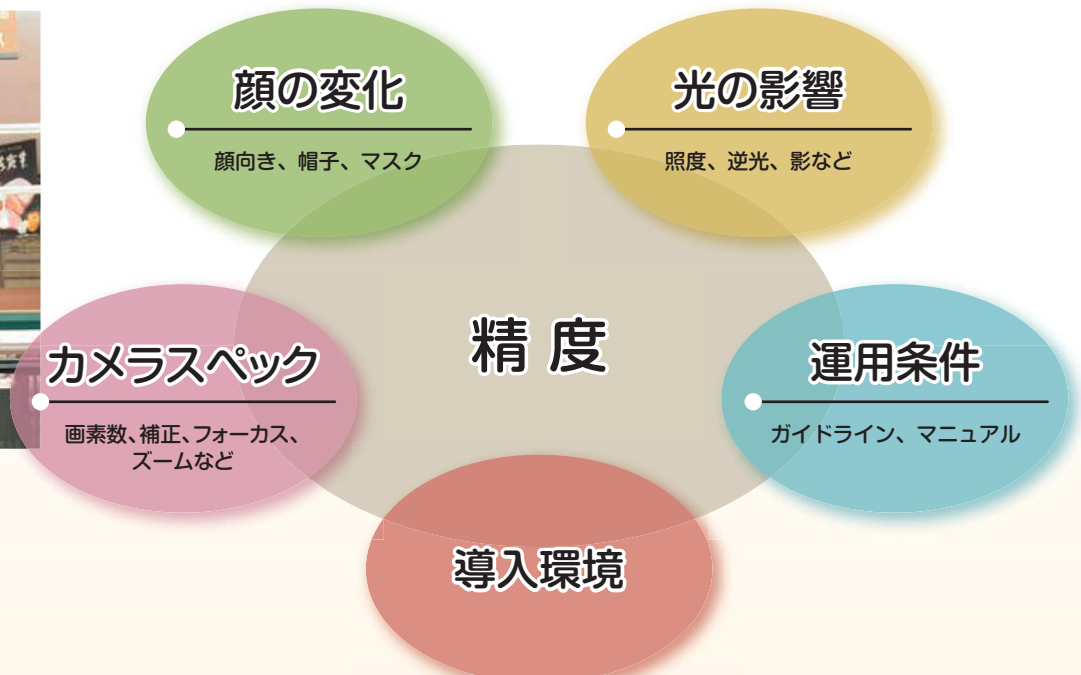 顔の変化
顔向き、帽子、マスク
光の影響
照度、逆光、影など
精度
カメラスペック
画素数、補正、フォーカス、
ズームなど
運用条件
ガイドライン、マニュアル
導入環境